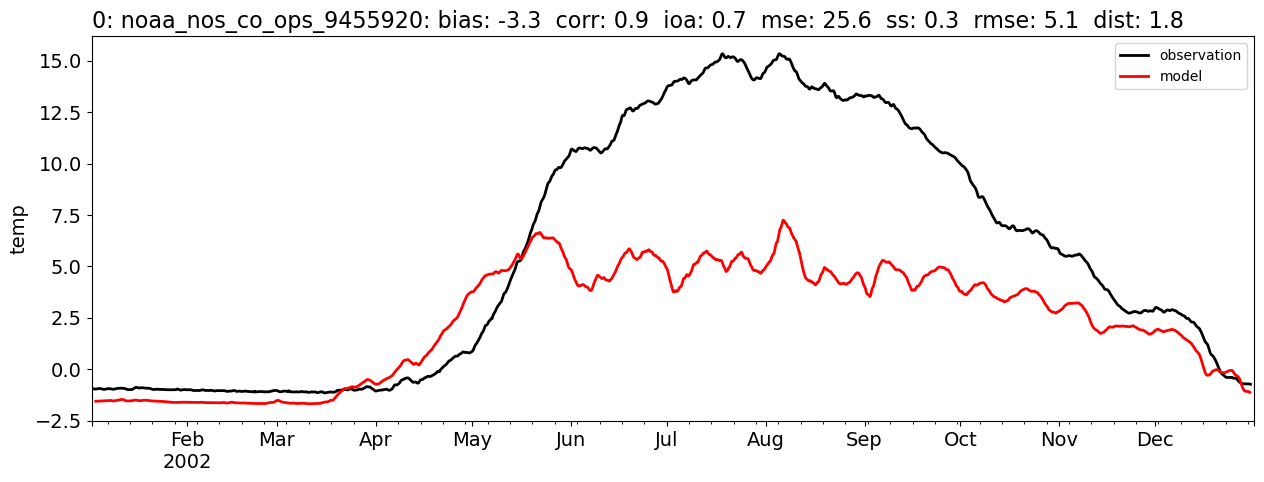 0: noaa_nos_co_ops_9455920: bias: -3.3  corr: 0.9  ioa: 0.7  mse: 25.6  ss: 0.3  rmse: 5.1  dist: 1.8
observation
model
15.0
12.5
10.0
7.5
5.0
2.5
0.0
−2.5
temp
Feb Mar Apr May Jun Jul Aug Sep Oct Nov Dec
2002